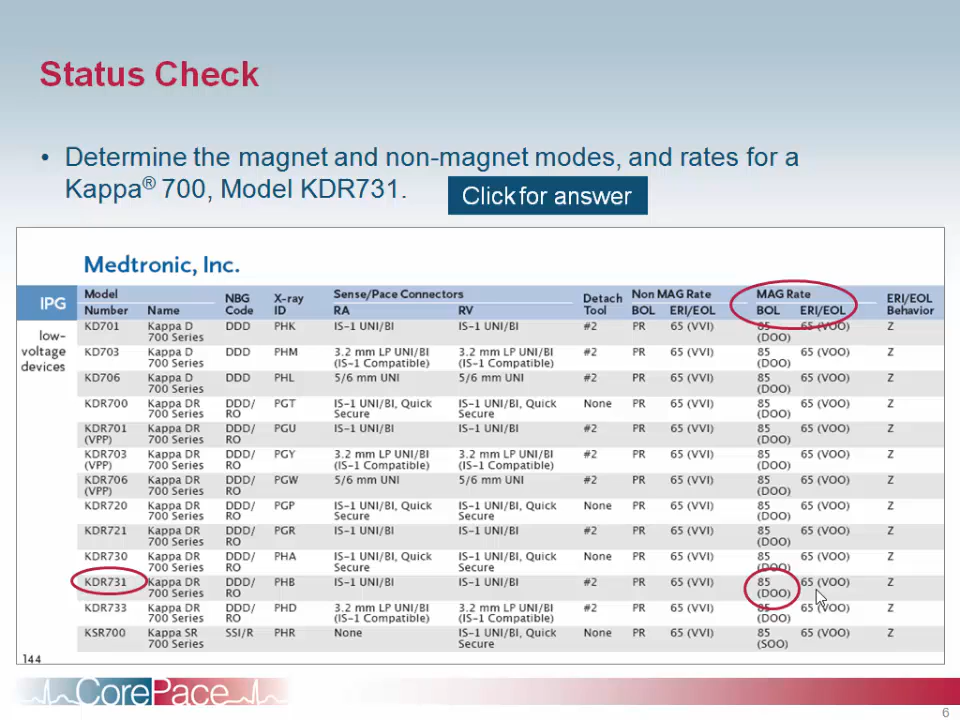 Status Check
• Determine the magnet and non-magnet modes, and rates for a
Kappa® 700, Model KDR731.
Click for answer
Medtronic, Inc.
IPG
low-
voltage
devices
Model Number Name NBG Code X-ray ID Sense/Pace Connectors RA RV Detach Tool Non MAG Rate BOL ERI/EOL MAG Rate BOL ERI/EOL ERI/EOL Behavior
KD701 Kappa D 700 Series DDD PHK IS-1 UNI/BI IS-1 UNI/BI #2 PR 65 (VVI) 85 (DOO) 65 (VOO) Z
KD703 Kappa D 700 Series DDD PHM 3.2 mm LP UNI/BI (IS-1 Compatible) 3.2 mm LP UNI/BI (IS-1 Compatible) #2 PR 65 (VVI) 85 (DOO) 65 (VOO) Z
KD706 Kappa D 700 Series DDD PHL 5/6 mm UNI 5/6 mm UNI #2 PR 65 (VVI) 85 (DOO) 65 (VOO) Z
KDR700 Kappa DR 700 Series DDD/RO PGT IS-1 UNI/BI, Quick Secure IS-1 UNI/BI, Quick Secure None PR 65 (VVI) 85 (DOO) 65 (VOO) Z
KDR701 (VPP) Kappa DR 700 Series DDD/RO PGU IS-1 UNI/BI IS-1 UNI/BI #2 PR 65 (VVI) 85 (DOO) 65 (VOO) Z
KDR703 (VPP) Kappa DR 700 Series DDD/RO PGY 3.2 mm LP UNI/BI (IS-1 Compatible) 3.2 mm LP UNI/BI (IS-1 Compatible) #2 PR 65 (VVI) 85 (DOO) 65 (VOO) Z
KDR706 (VPP) Kappa DR 700 Series DDD/RO PGW 5/6 mm UNI 5/6 mm UNI #2 PR 65 (VVI) 85 (DOO) 65 (VOO) Z
KDR720 Kappa DR 700 Series DDD/RO PGP IS-1 UNI/BI, Quick Secure IS-1 UNI/BI, Quick Secure None PR 65 (VVI) 85 (DOO) 65 (VOO) Z
KDR721 Kappa DR 700 Series DDD/RO PGR IS-1 UNI/BI IS-1 UNI/BI #2 PR 65 (VVI) 85 (DOO) 65 (VOO) Z
KDR730 Kappa DR 700 Series DDD/RO PHA IS-1 UNI/BI, Quick Secure IS-1 UNI/BI, Quick Secure None PR 65 (VVI) 85 (DOO) 65 (VOO) Z
KDR731 Kappa DR 700 Series DDD/RO PHB IS-1 UNI/BI IS-1 UNI/BI #2 PR 65 (VVI) 85 (DOO) 65 (VOO) Z
KDR733 Kappa DR 700 Series DDD/RO PHD 3.2 mm LP UNI/BI (IS-1 Compatible) 3.2 mm LP UNI/BI (IS-1 Compatible) #2 PR 65 (VVI) 85 (DOO) 65 (VOO) Z
KSR700 Kappa SR 700 Series SSI/R PHR None IS-1 UNI/BI, Quick Secure None PR 65 (VVI) 85 (SOO) 65 (VOO) Z
144
CorePace
6